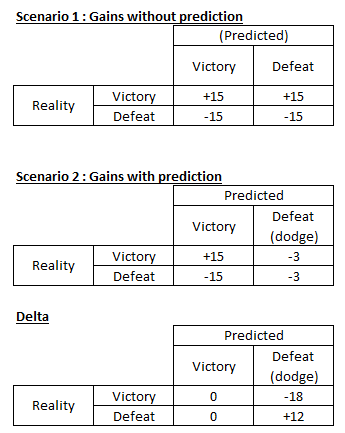 Scenario 1 : Gains without prediction
(Predicted)
Victory Defeat
Reality Victory +15 +15
Defeat -15 -15
Scenario 2 : Gains with prediction
Predicted
Victory Defeat (dodge)
Reality Victory +15 -3
Defeat -15 -3
Delta
Predicted
Victory Defeat (dodge)
Reality Victory 0 -18
Defeat 0 +12